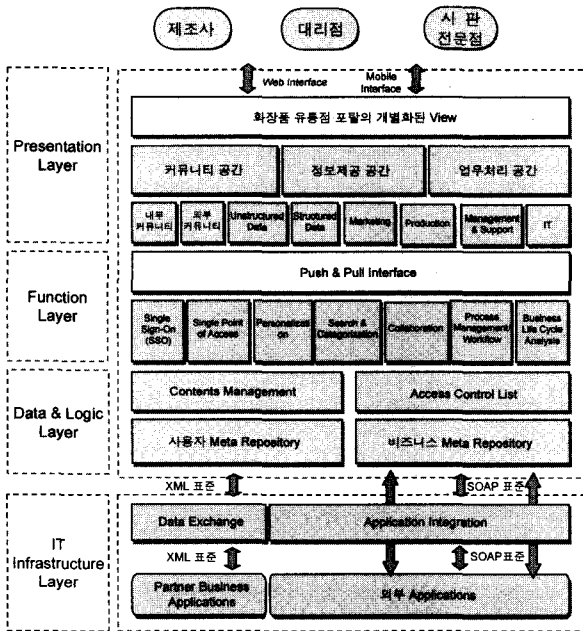 제조사
대리점
시 판
전문점
Web Interface
Mobile
Interface
Presentation
Layer
화장품 유통점 포탈의 개별화된 View
커뮤니티 공간
정보제공 공간
업무처리 공간
내부
커뮤니티
외부
커뮤니티
Unstructured
Data
Structured
Data
Marketing
Production
Management
& Support
IT
Function
Layer
Push & Pull Interface
Single
Sign-On
(SSO)
Single Point
of Access
Personalizati
on
Search &
Categorization
Collaboration
Process
Management/
Workflow
Business
Life Cycle
Analysis
Data & Logic
Layer
Contents Management
Access Control List
사용자 Meta Repository
비즈니스 Meta Repository
XML 표준
SOAP 표준
IT
Infrastructure
Layer
Data Exchange
Application Integration
XML 표준
SOAP표준
Partner Business
Applications
외부 Applications